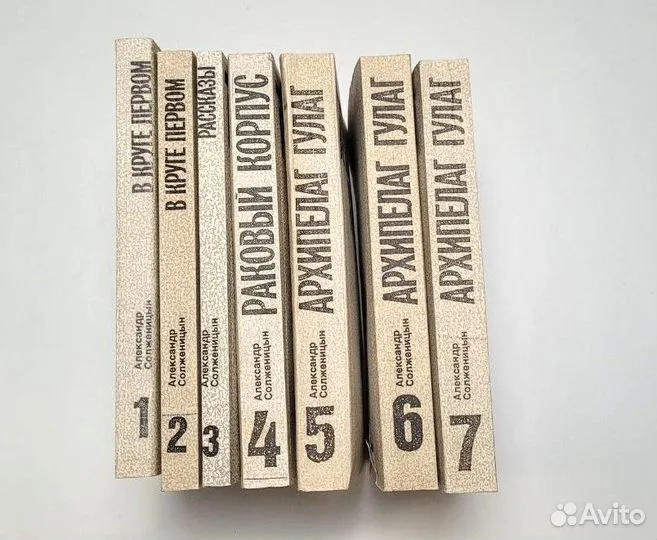 В КРУГЕ ПЕРВОМ
Александр
Солженицын
1
В КРУГЕ ПЕРВОМ
Александр
Солженицын
2
РАССКАЗЫ
Александр
Солженицын
3
РАКОВЫЙ КОРПУС
Александр
Солженицын
4
АРХИПЕЛАГ ГУЛАГ
Александр
Солженицын
5
АРХИПЕЛАГ ГУЛАГ
Александр
Солженицын
6
АРХИПЕЛАГ ГУЛАГ
Александр
Солженицын
7
Avito